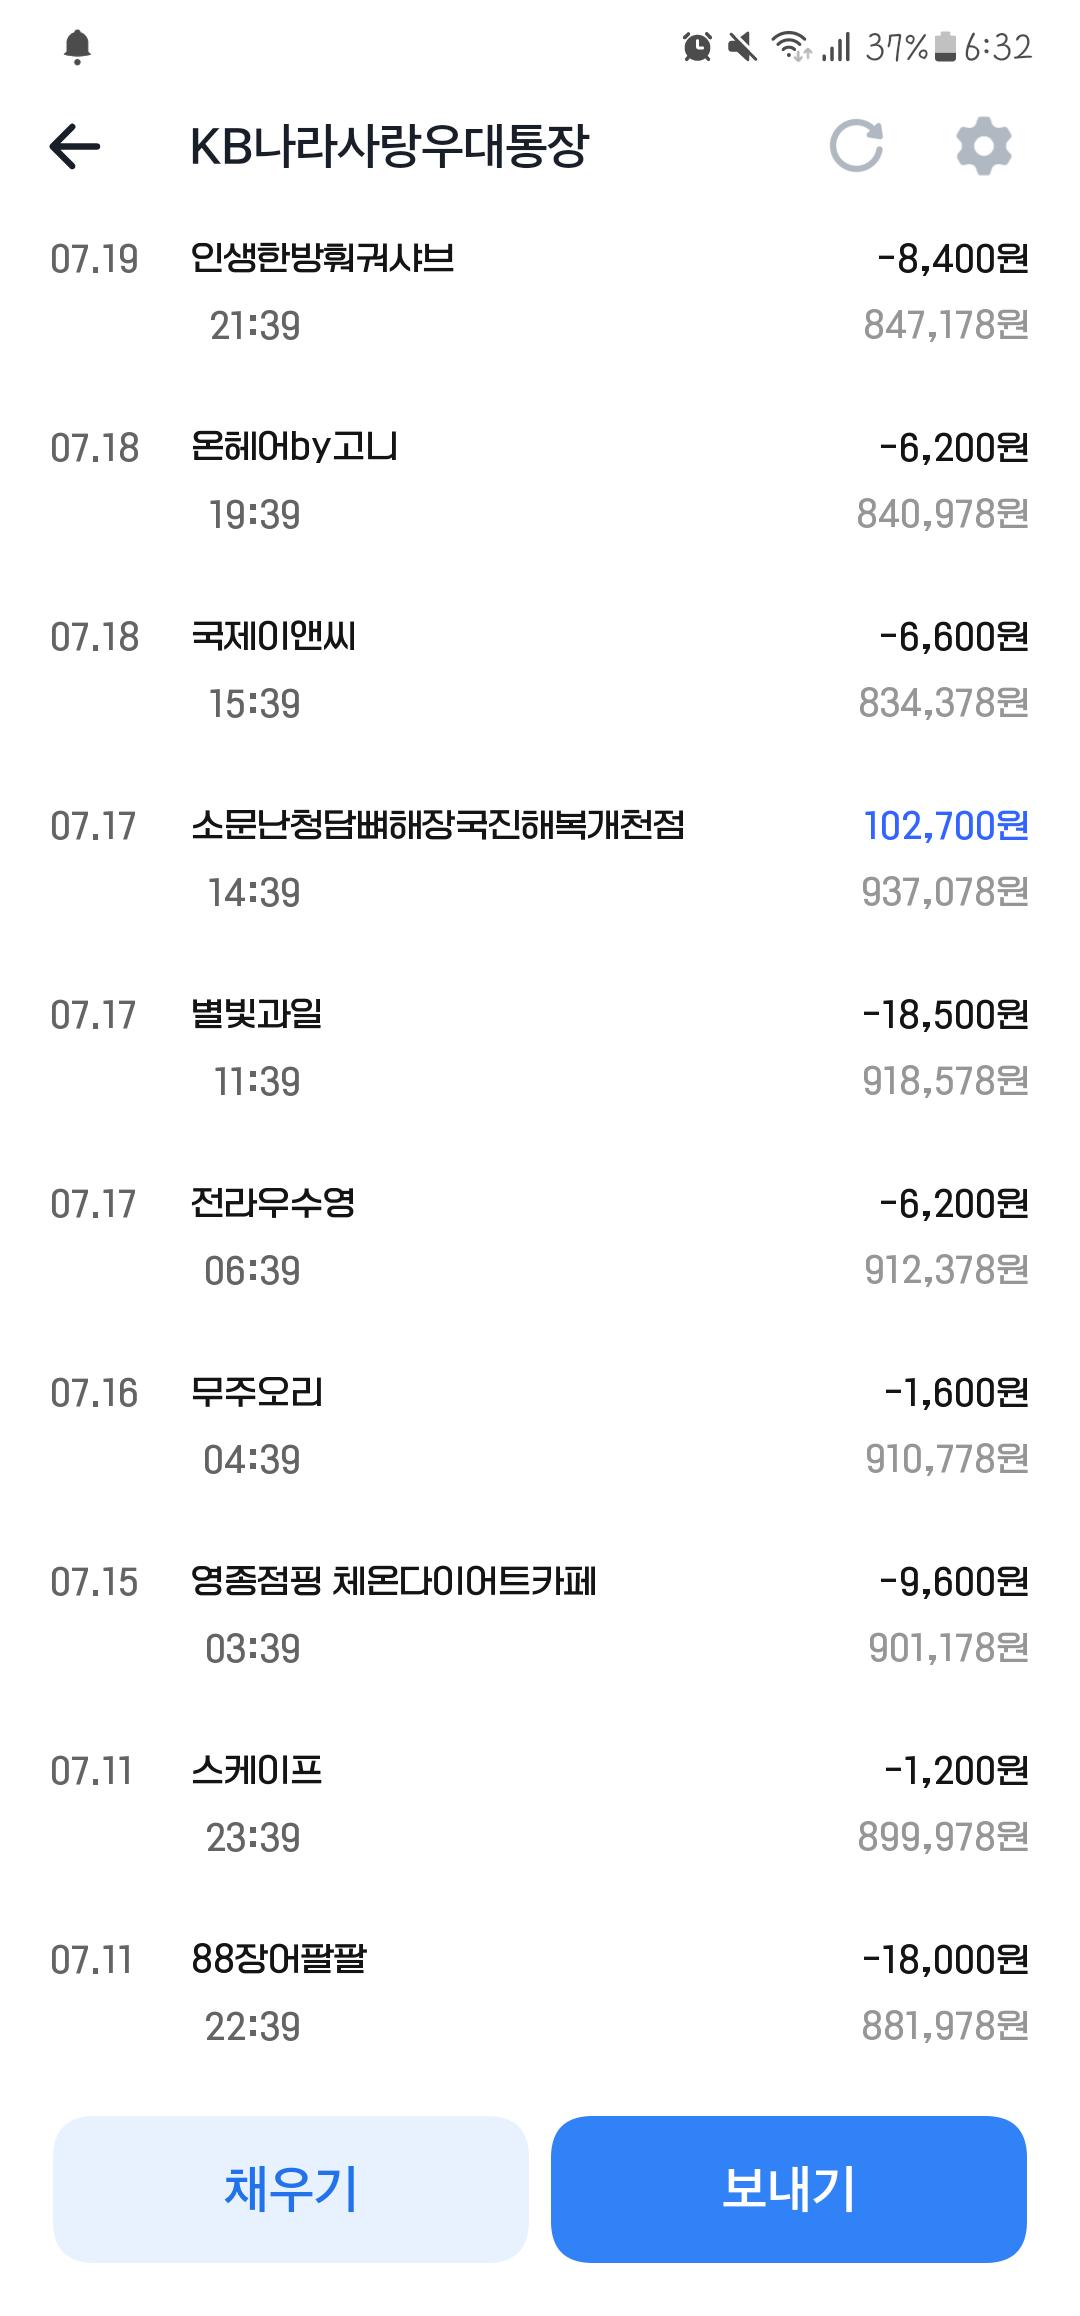 37% 6:32
KB나라사랑우대통장
07.19 인생한방훠궈샤브 -8,400원
21:39 847,178원
07.18 온헤어by고니 -6,200원
19:39 840,978원
07.18 국제이앤씨 -6,600원
15:39 834,378원
07.17 소문난청담뼈해장국진해복개천점 102,700원
14:39 937,078원
07.17 별빛과일 -18,500원
11:39 918,578원
07.17 전라우수영 -6,200원
06:39 912,378원
07.16 무주오리 -1,600원
04:39 910,778원
07.15 영종점핑 체온다이어트카페 -9,600원
03:39 901,178원
07.11 스케이프 -1,200원
23:39 899,978원
07.11 88장어팔팔 -18,000원
22:39 881,978원
채우기 보내기